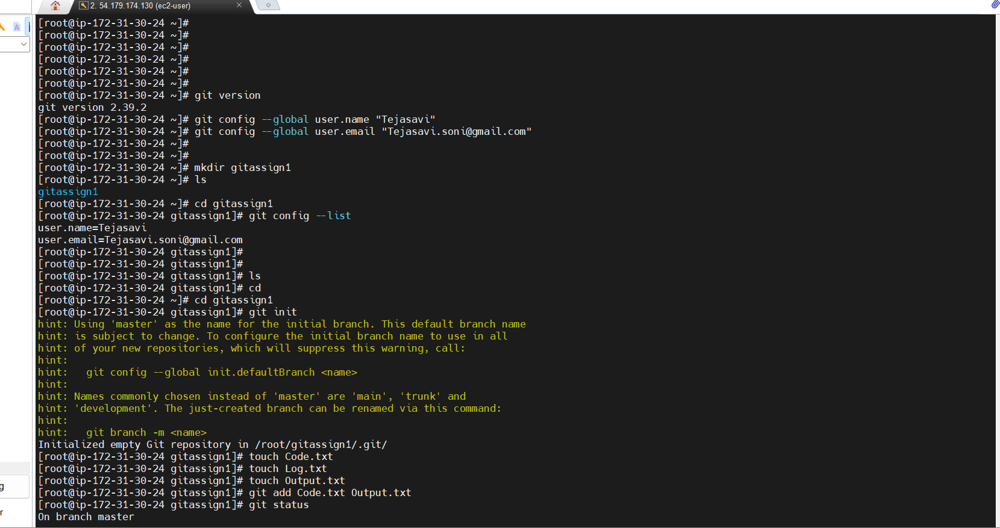 2. 54.179.174.130 (ec2-user)
A
[root@ip-172-31-30-24 ~]#
[root@ip-172-31-30-24 ~]#
[root@ip-172-31-30-24 ~]#
[root@ip-172-31-30-24 ~]#
[root@ip-172-31-30-24 ~]#
[root@ip-172-31-30-24 ~]#
[root@ip-172-31-30-24 ~]# git version
git version 2.39.2
[root@ip-172-31-30-24 ~]# git config --global user.name "Tejasavi"
[root@ip-172-31-30-24 ~]# git config --global user.email "Tejasavi.soni@gmail.com"
[root@ip-172-31-30-24 ~]#
[root@ip-172-31-30-24 ~]#
[root@ip-172-31-30-24 ~]# mkdir gitassign1
[root@ip-172-31-30-24 ~]# ls
gitassign1
[root@ip-172-31-30-24 ~]# cd gitassign1
[root@ip-172-31-30-24 gitassign1]# git config --list
user.name=Tejasavi
user.email=Tejasavi.soni@gmail.com
[root@ip-172-31-30-24 gitassign1]#
[root@ip-172-31-30-24 gitassign1]#
[root@ip-172-31-30-24 gitassign1]# ls
[root@ip-172-31-30-24 gitassign1]# cd
[root@ip-172-31-30-24 ~]# cd gitassign1
[root@ip-172-31-30-24 gitassign1]# git init
hint: Using 'master' as the name for the initial branch. This default branch name
hint: is subject to change. To configure the initial branch name to use in all
hint: of your new repositories, which will suppress this warning, call:
hint:
hint:   git config --global init.defaultBranch <name>
hint:
hint: Names commonly chosen instead of 'master' are 'main', 'trunk' and
hint: 'development'. The just-created branch can be renamed via this command:
hint:
hint:   git branch -m <name>
Initialized empty Git repository in /root/gitassign1/.git/
[root@ip-172-31-30-24 gitassign1]# touch Code.txt
[root@ip-172-31-30-24 gitassign1]# touch Log.txt
[root@ip-172-31-30-24 gitassign1]# touch Output.txt
[root@ip-172-31-30-24 gitassign1]# git add Code.txt Output.txt
[root@ip-172-31-30-24 gitassign1]# git status
On branch master
g
r